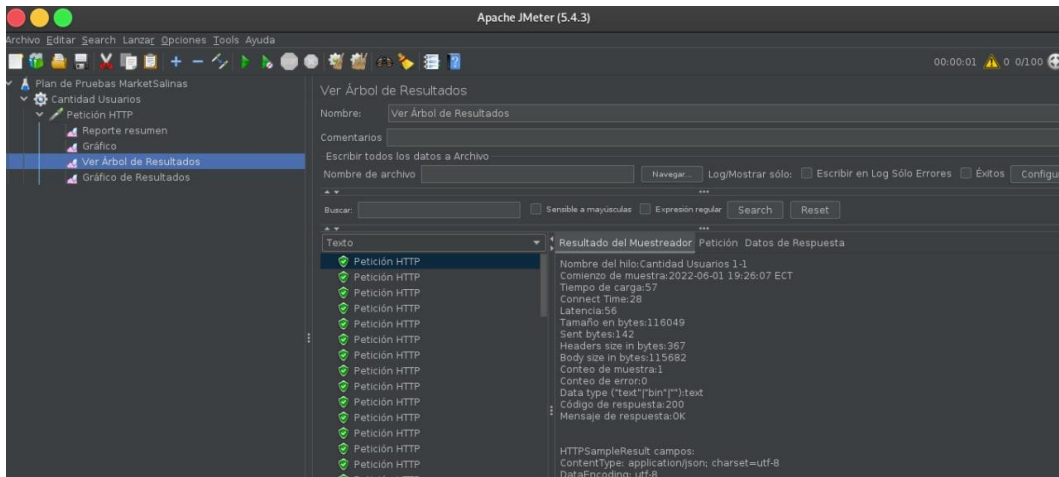 Apache JMeter (5.4.3)
Archivo Editar Search Lanzar Opciones Tools Ayuda
00:00:01 0 0/100
Plan de Pruebas MarketSalinas
Cantidad Usuarios
Petición HTTP
Reporte resumen
Gráfico
Ver Árbol de Resultados
Gráfico de Resultados
Ver Árbol de Resultados
Nombre: Ver Árbol de Resultados
Comentarios
Escribir todos los datos a Archivo
Nombre de archivo Navegar... Log/Mostrar sólo: Escribir en Log Sólo Errores Éxitos Configu
Buscar: Sensible a mayúsculas Expresión regular Search Reset
Texto
Petición HTTP
Petición HTTP
Petición HTTP
Petición HTTP
Petición HTTP
Petición HTTP
Petición HTTP
Petición HTTP
Petición HTTP
Petición HTTP
Petición HTTP
Petición HTTP
Petición HTTP
Petición HTTP
Resultado del Muestreador Petición Datos de Respuesta
Nombre del hilo:Cantidad Usuarios 1-1
Comienzo de muestra:2022-06-01 19:26:07 ECT
Tiempo de carga:57
Connect Time:28
Latencia:56
Tamaño en bytes:116049
Sent bytes:142
Headers size in bytes:367
Body size in bytes:115682
Conteo de muestra:1
Conteo de error:0
Data type ("text"|"bin"|""):text
Código de respuesta:200
Mensaje de respuesta:OK
HTTPSampleResult campos:
ContentType: application/json; charset=utf-8
DataEncoding: utf-8